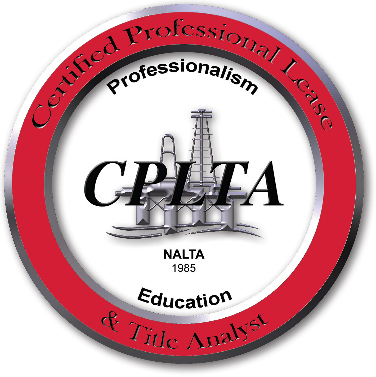 Certified Professional Lease
Professionalism
CPLTA
NALTA
1985
Education
& Title Analyst